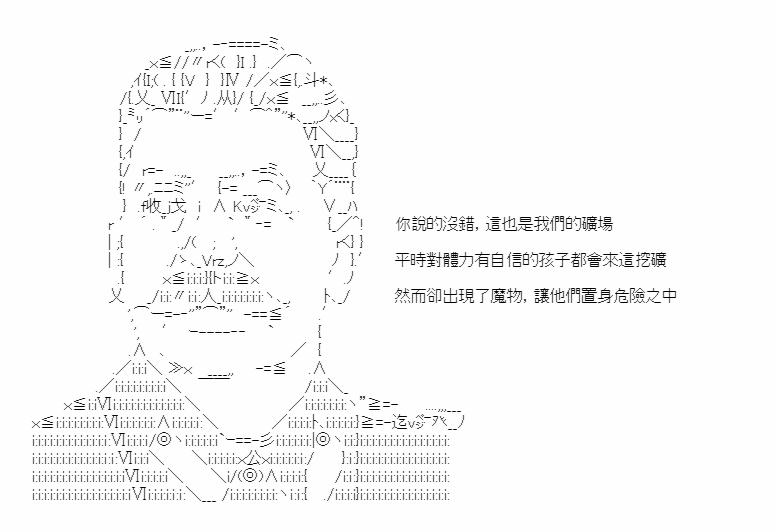 你說的沒錯，這也是我們的礦場
平時對體力有自信的孩子都會來這挖礦
然而卻出現了魔物，讓他們置身危險之中